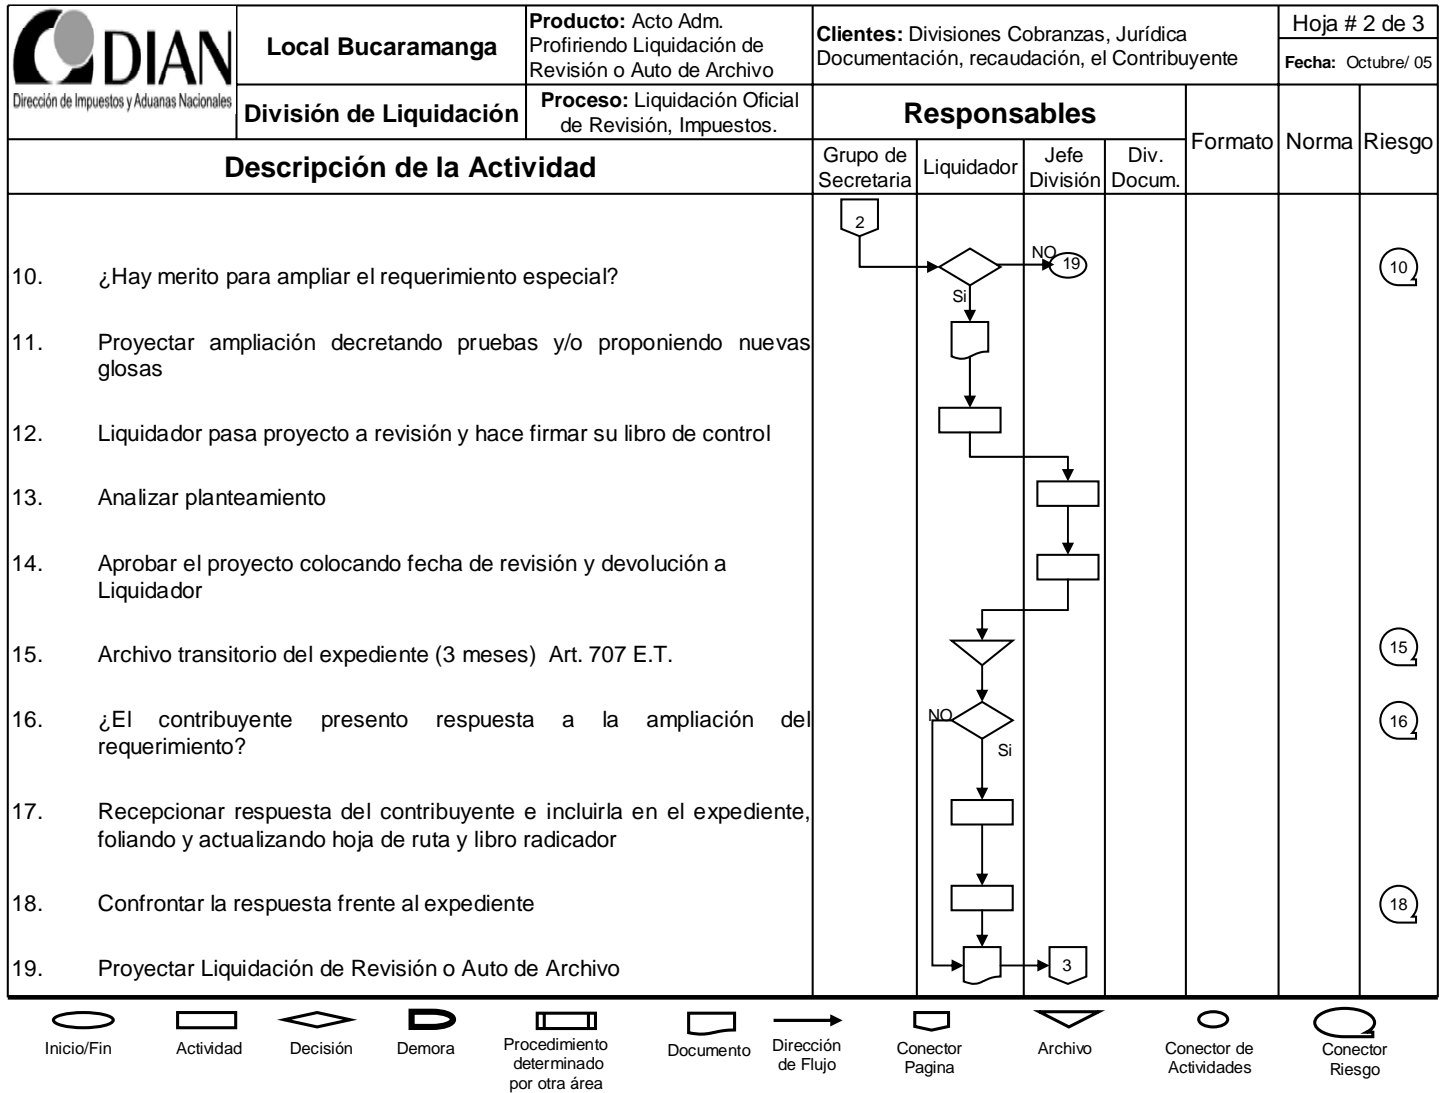 DIAN
Dirección de Impuestos y Aduanas Nacionales
Local Bucaramanga
División de Liquidación
Producto: Acto Adm.
Profiriendo Liquidación de
Revisión o Auto de Archivo
Proceso: Liquidación Oficial
de Revisión, Impuestos.
Clientes: Divisiones Cobranzas, Jurídica
Documentación, recaudación, el Contribuyente
Hoja # 2 de 3
Fecha: Octubre/ 05
Descripción de la Actividad
Responsables
Grupo de
Secretaria
Liquidador
Jefe
División
Div.
Docum.
Formato
Norma
Riesgo
2
10. ¿Hay merito para ampliar el requerimiento especial?
NO
19
Si
10
11. Proyectar ampliación decretando pruebas y/o proponiendo nuevas
glosas
12. Liquidador pasa proyecto a revisión y hace firmar su libro de control
13. Analizar planteamiento
14. Aprobar el proyecto colocando fecha de revisión y devolución a
Liquidador
15. Archivo transitorio del expediente (3 meses) Art. 707 E.T.
15
16. ¿El contribuyente presento respuesta a la ampliación del
requerimiento?
NO
Si
16
17. Recepcionar respuesta del contribuyente e incluirla en el expediente,
foliando y actualizando hoja de ruta y libro radicador
18. Confrontar la respuesta frente al expediente
18
19. Proyectar Liquidación de Revisión o Auto de Archivo
3
Inicio/Fin
Actividad
Decisión
Demora
Procedimiento
determinado
por otra área
Documento
Dirección
de Flujo
Conector
Pagina
Archivo
Conector de
Actividades
Conector
Riesgo